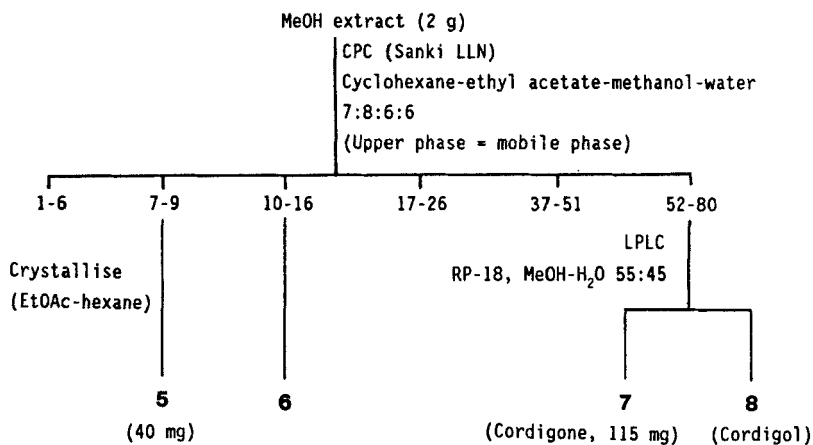 MeOH extract (2 g)
CPC (Sanki LLN)
Cyclohexane-ethyl acetate-methanol-water
7:8:6:6
(Upper phase = mobile phase)
1-6 7-9 10-16 17-26 37-51 52-80
LPLC
RP-18, MeOH-H₂O 55:45
Crystallise
(EtOAc-hexane)
5 6 7 8
(40 mg) (Cordigone, 115 mg) (Cordigol)